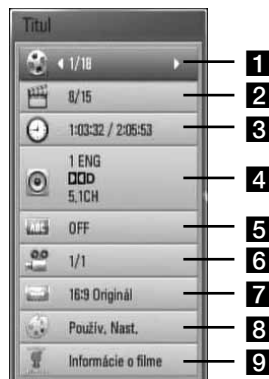 Titul
1/18
1
8/15
2
1:03:32 / 2:05:53
3
1 ENG
D
5.1CH
4
OFF
5
1/1
6
16:9 Originál
7
Použív. Nast.
8
Informácie o filme
9